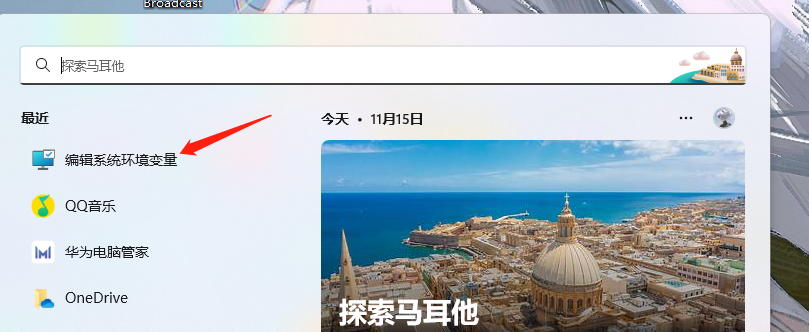 Broadcast
探索马耳他
最近
今天 • 11月15日
编辑系统环境变量
QQ音乐
华为电脑管家
OneDrive
探索马耳他